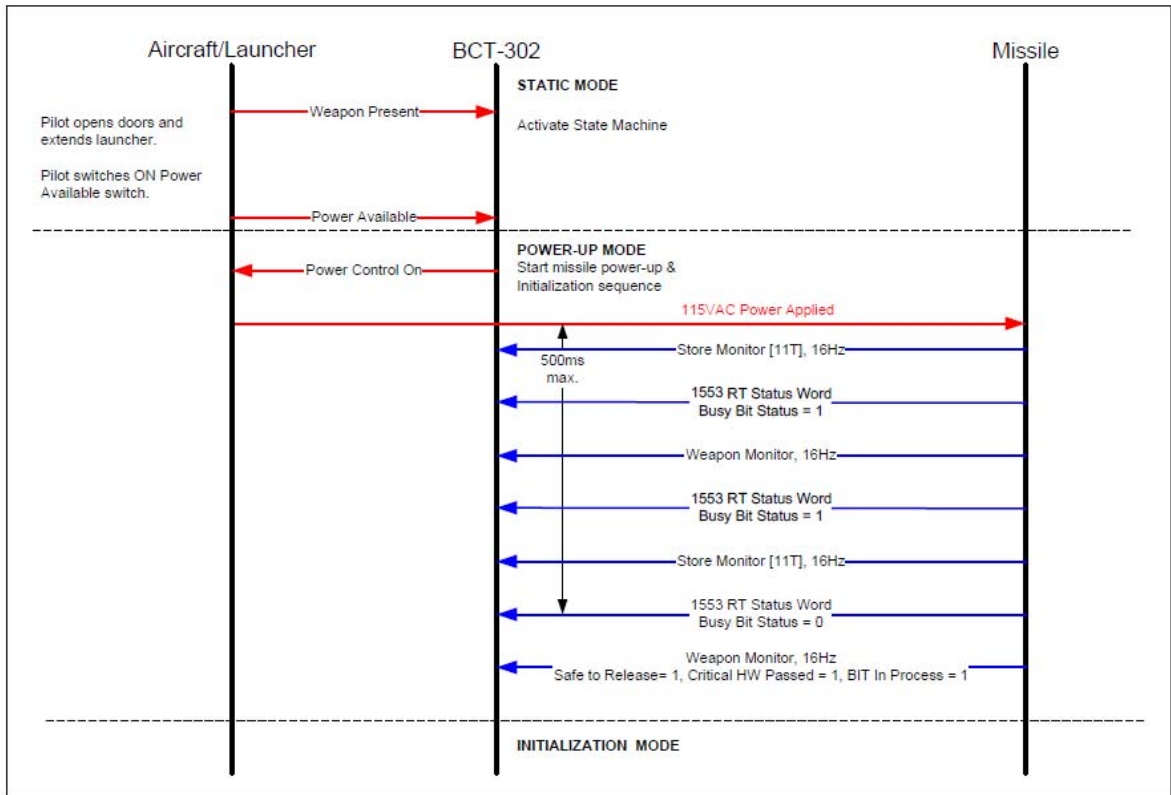 Aircraft/Launcher
BCT-302
Missile
STATIC MODE
Weapon Present
Activate State Machine
Pilot opens doors and
extends launcher.
Pilot switches ON Power
Available switch.
Power Available
POWER-UP MODE
Start missile power-up &
Initialization sequence
Power Control On
115VAC Power Applied
500ms
max.
Store Monitor [11T], 16Hz
1553 RT Status Word
Busy Bit Status = 1
Weapon Monitor, 16Hz
1553 RT Status Word
Busy Bit Status = 1
Store Monitor [11T], 16Hz
1553 RT Status Word
Busy Bit Status = 0
Weapon Monitor, 16Hz
Safe to Release= 1, Critical HW Passed = 1, BIT In Process = 1
INITIALIZATION MODE